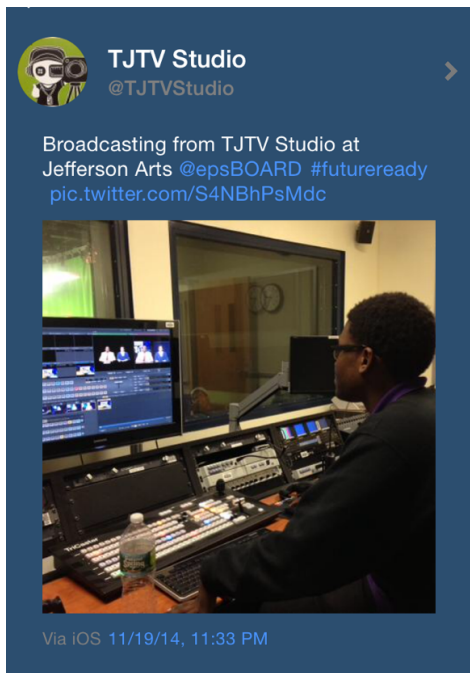 TJTV Studio
@TJTVStudio
Broadcasting from TJTV Studio at
Jefferson Arts @epsBOARD #futureready
pic.twitter.com/S4NBhPsMdc
TriCaster
Via iOS 11/19/14, 11:33 PM